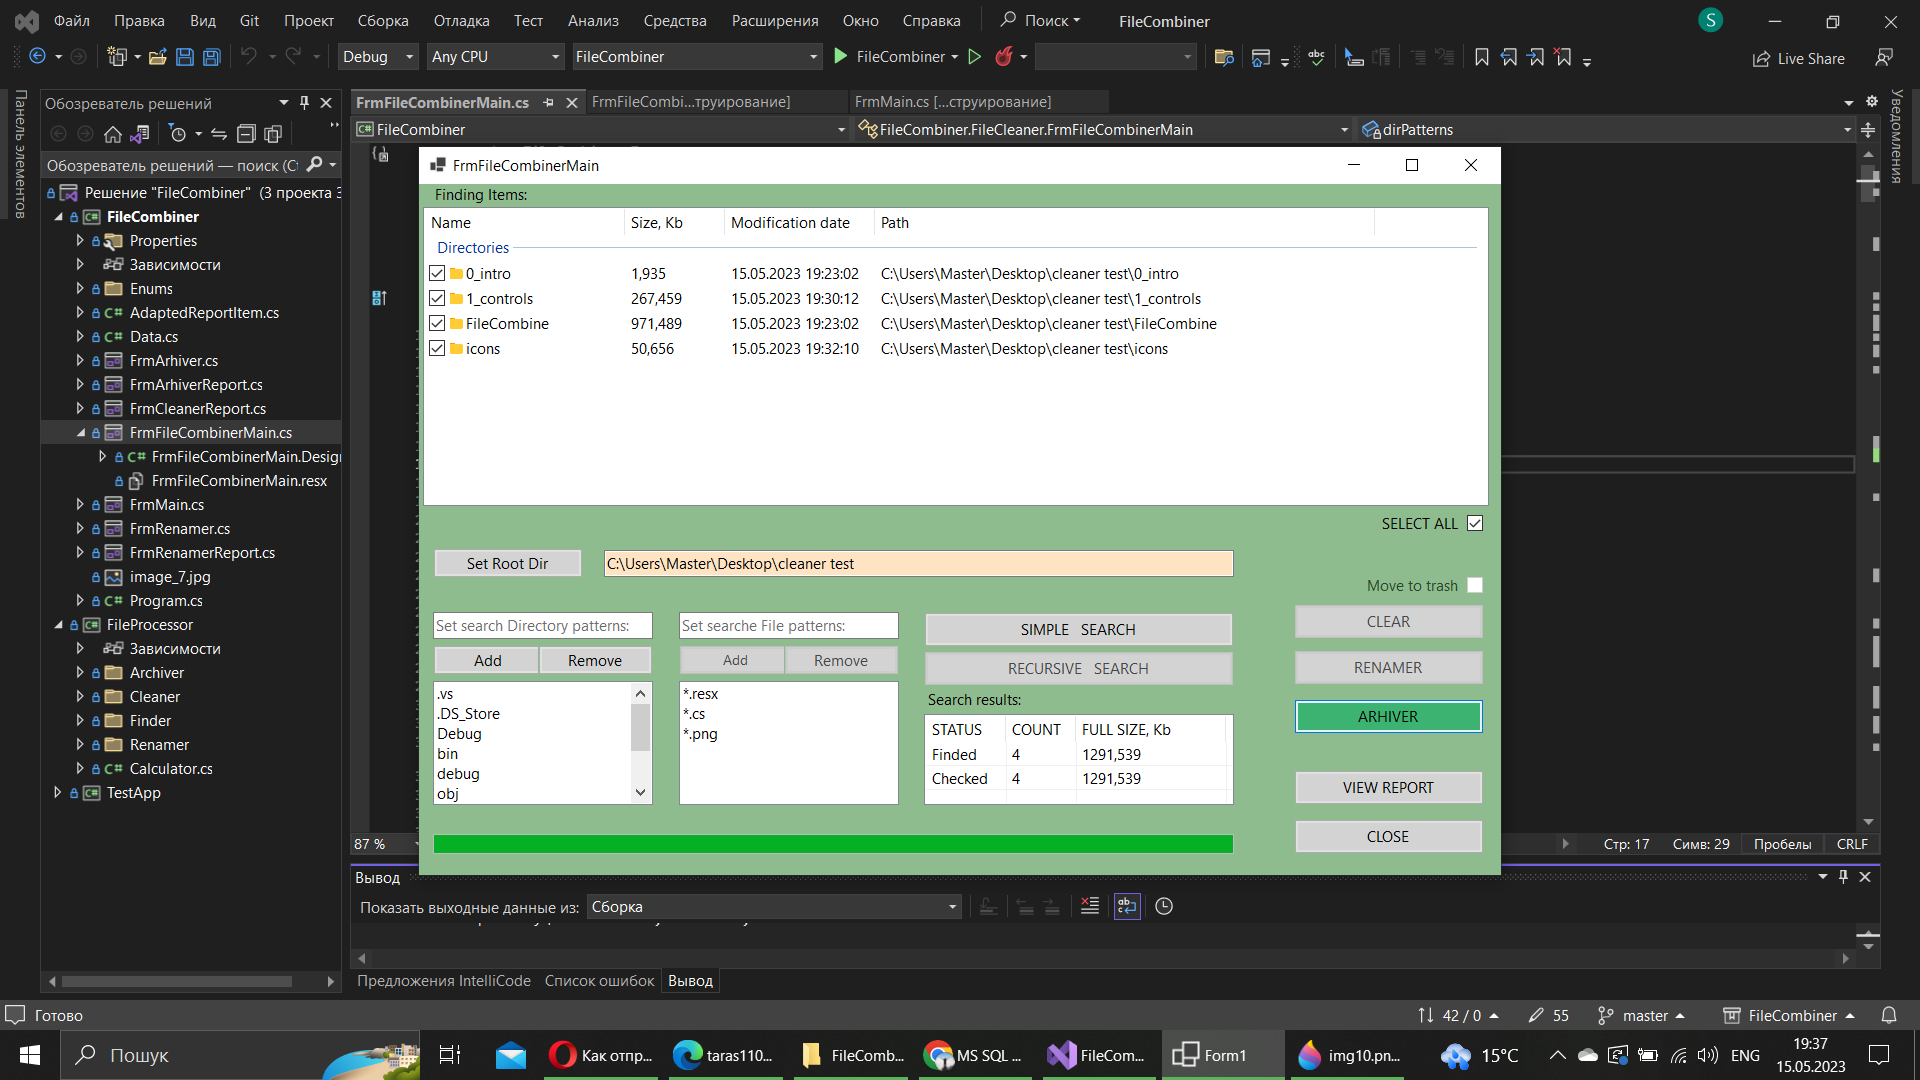 Файл Правка Вид Git Проект Сборка Отладка Тест Анализ Средства Расширения Окно Справка Поиск FileCombiner S
Debug Any CPU FileCombiner FileCombiner Live Share
Панель элементов
Обозреватель решений
Обозреватель решений — поиск (Ct
Решение "FileCombiner" (3 проекта 3
FileCombiner
Properties
Зависимости
Enums
AdaptedReportItem.cs
Data.cs
FrmArhiver.cs
FrmArhiverReport.cs
FrmCleanerReport.cs
FrmFileCombinerMain.cs
FrmFileCombinerMain.Desig
FrmFileCombinerMain.resx
FrmMain.cs
FrmRenamer.cs
FrmRenamerReport.cs
image_7.jpg
Program.cs
FileProcessor
Зависимости
Archiver
Cleaner
Finder
Renamer
Calculator.cs
TestApp
FrmFileCombinerMain.cs FrmFileCombi...труирование] FrmMain.cs [...струирование]
FileCombiner FileCombiner.FileCleaner.FrmFileCombinerMain dirPatterns
Уведомления
FrmFileCombinerMain
Finding Items:
Name Size, Kb Modification date Path
Directories
0_intro 1,935 15.05.2023 19:23:02 C:\Users\Master\Desktop\cleaner test\0_intro
1_controls 267,459 15.05.2023 19:30:12 C:\Users\Master\Desktop\cleaner test\1_controls
FileCombine 971,489 15.05.2023 19:23:02 C:\Users\Master\Desktop\cleaner test\FileCombine
icons 50,656 15.05.2023 19:32:10 C:\Users\Master\Desktop\cleaner test\icons
SELECT ALL
Set Root Dir C:\Users\Master\Desktop\cleaner test
Move to trash
Set search Directory patterns:
Add Remove
.vs
.DS_Store
Debug
bin
debug
obj
Set searche File patterns:
Add Remove
*.resx
*.cs
*.png
SIMPLE SEARCH
RECURSIVE SEARCH
Search results:
STATUS COUNT FULL SIZE, Kb
Finded 4 1291,539
Checked 4 1291,539
CLEAR
RENAMER
ARHIVER
VIEW REPORT
CLOSE
87 % Стр: 17 Симв: 29 Пробелы CRLF
Вывод
Показать выходные данные из: Сборка
Предложения IntelliCode Список ошибок Вывод
Готово 42 / 0 55 master FileCombiner
Пошук Как отпр... taras110... FileComb... MS SQL ... FileCom... Form1 img10.pn... 15°C ENG 19:37
15.05.2023